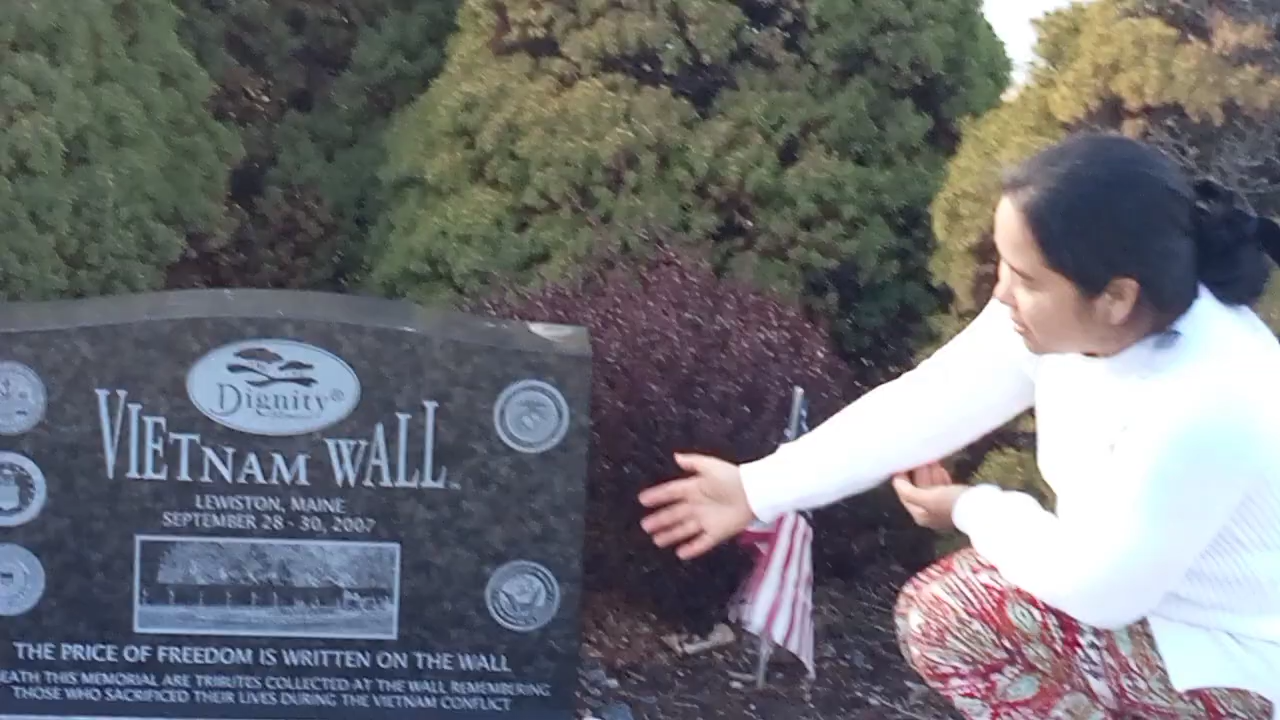 Dignity®
VIETNAM WALL
LEWISTON, MAINE
SEPTEMBER 28 - 30, 2007
THE PRICE OF FREEDOM IS WRITTEN ON THE WALL
EATH THIS MEMORIAL ARE TRIBUTES COLLECTED AT THE WALL REMEMBERING
THOSE WHO SACRIFICED THEIR LIVES DURING THE VIETNAM CONFLICT